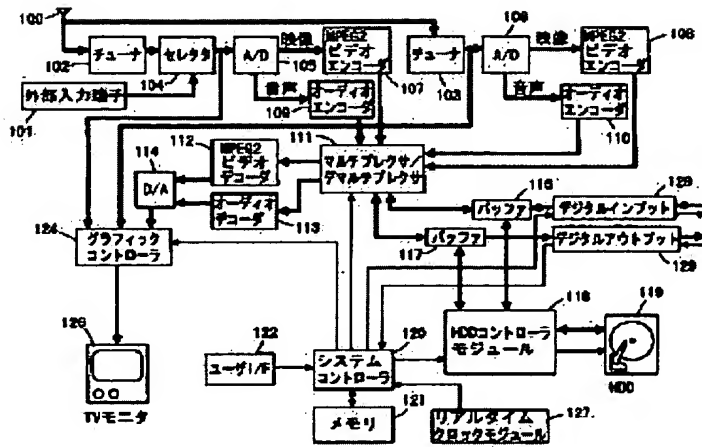 100
チューナ
102
セレクタ
104
A/D
105
映像
音声
MPEG2
ビデオ
エンコーダ
107
オーディオ
エンコーダ
109
外部入力端子
101
チューナ
103
A/D
106
映像
音声
MPEG2
ビデオ
エンコーダ
108
オーディオ
エンコーダ
110
111
マルチプレクサ/
デマルチプレクサ
112
MPEG2
ビデオ
デコーダ
114
D/A
オーディオ
デコーダ
113
116
バッファ
デジタルインプット
バッファ
117
デジタルアウトプット
129
124
グラフィック
コントローラ
118
HDDコントローラ
モジュール
119
HDD
TVモニタ
122
ユーザI/F
120
システム
コントローラ
メモリ
121
リアルタイム
クロックモジュール
127